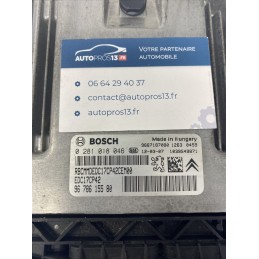 AUTOPROS13.FR
VOTRE PARTENAIRE
AUTOMOBILE
06 64 29 40 37
contact@autopros13.fr
autopros13.fr
BOSCH
Made in Hungary
0 281 018 046
EDC17CP42
96 786 155 80